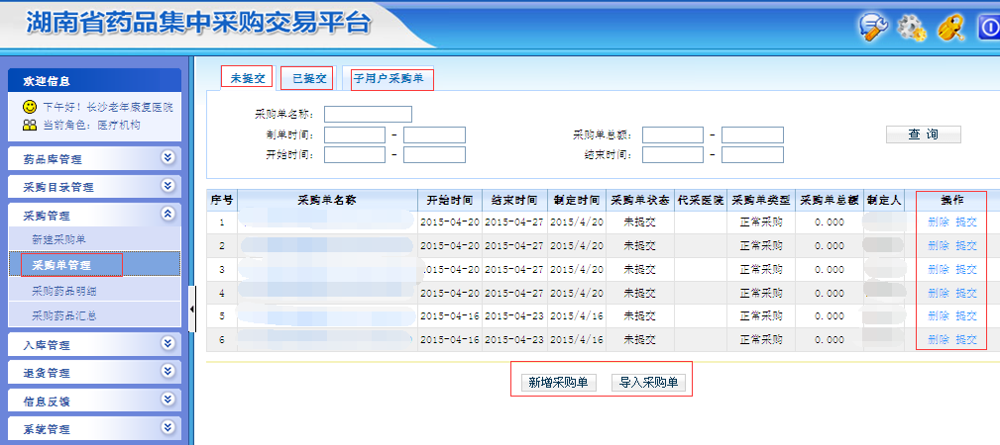 湖南省药品集中采购交易平台
欢迎信息
下午好！长沙老年康复医院
当前角色：医疗机构
药品库管理
采购目录管理
采购管理
新建采购单
采购单管理
采购药品明细
采购药品汇总
入库管理
退货管理
信息反馈
系统管理
未提交 已提交 子用户采购单
采购单名称：
制单时间： - 采购单总额： - 查 询
开始时间： - 结束时间： -
序号 采购单名称 开始时间 结束时间 制定时间 采购单状态 代采医院 采购单类型 采购单总额 制定人 操作
1 2015-04-20 2015-04-27 2015/4/20 未提交 正常采购 0.000 删除 提交
2 2015-04-20 2015-04-27 2015/4/20 未提交 正常采购 0.000 删除 提交
3 2015-04-20 2015-04-27 2015/4/20 未提交 正常采购 0.000 删除 提交
4 2015-04-20 2015-04-27 2015/4/20 未提交 正常采购 0.000 删除 提交
5 2015-04-16 2015-04-23 2015/4/16 未提交 正常采购 0.000 删除 提交
6 2015-04-16 2015-04-23 2015/4/16 未提交 正常采购 0.000 删除 提交
新增采购单 导入采购单